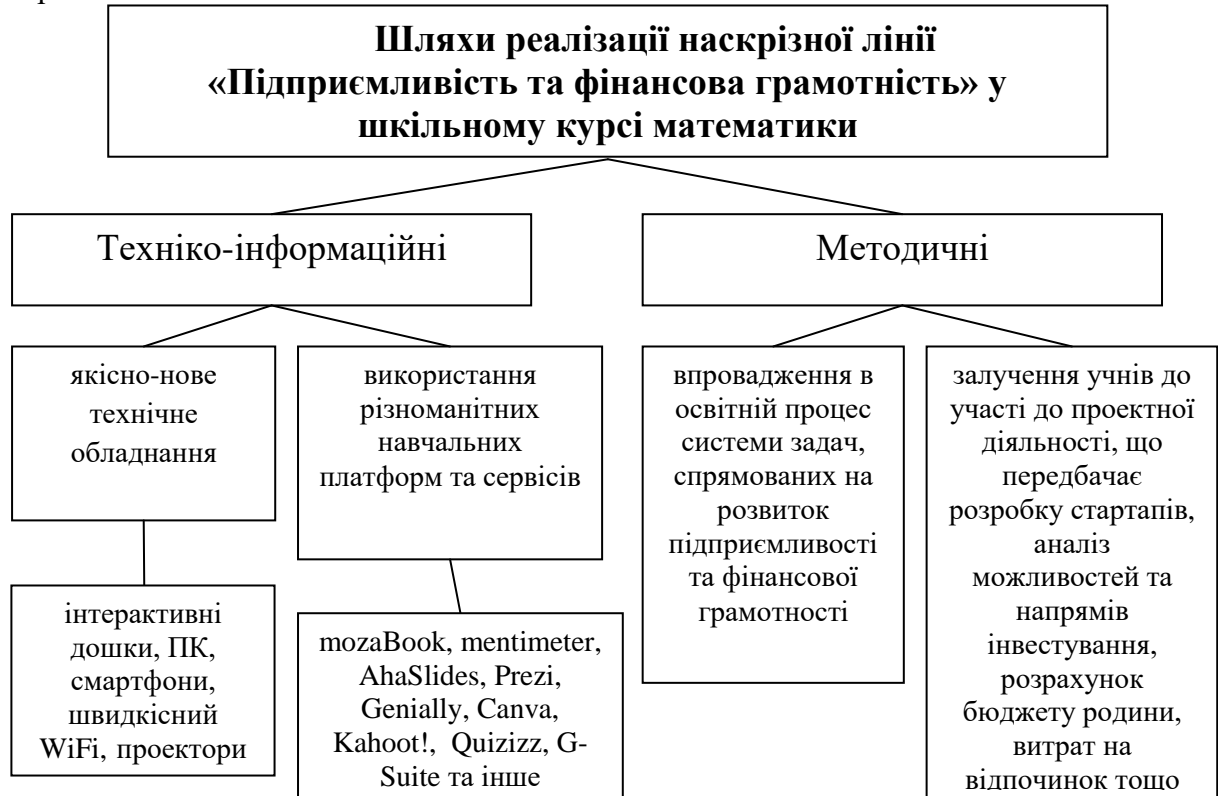 Шляхи реалізації наскрізної лінії
«Підприємливість та фінансова грамотність» у
шкільному курсі математики
Техніко-інформаційні
Методичні
якісно-нове
технічне
обладнання
використання
різноманітних
навчальних
платформ та сервісів
впровадження в
освітній процес
системи задач,
спрямованих на
розвиток
підприємливості
та фінансової
грамотності
залучення учнів до
участі до проектної
діяльності, що
передбачає
розробку стартапів,
аналіз
можливостей та
напрямів
інвестування,
розрахунок
бюджету родини,
витрат на
відпочинок тощо
інтерактивні
дошки, ПК,
смартфони,
швидкісний
WiFi, проектори
mozaBook, mentimeter,
AhaSlides, Prezi,
Genially, Canva,
Kahoot!, Quizizz, G-
Suite та інше